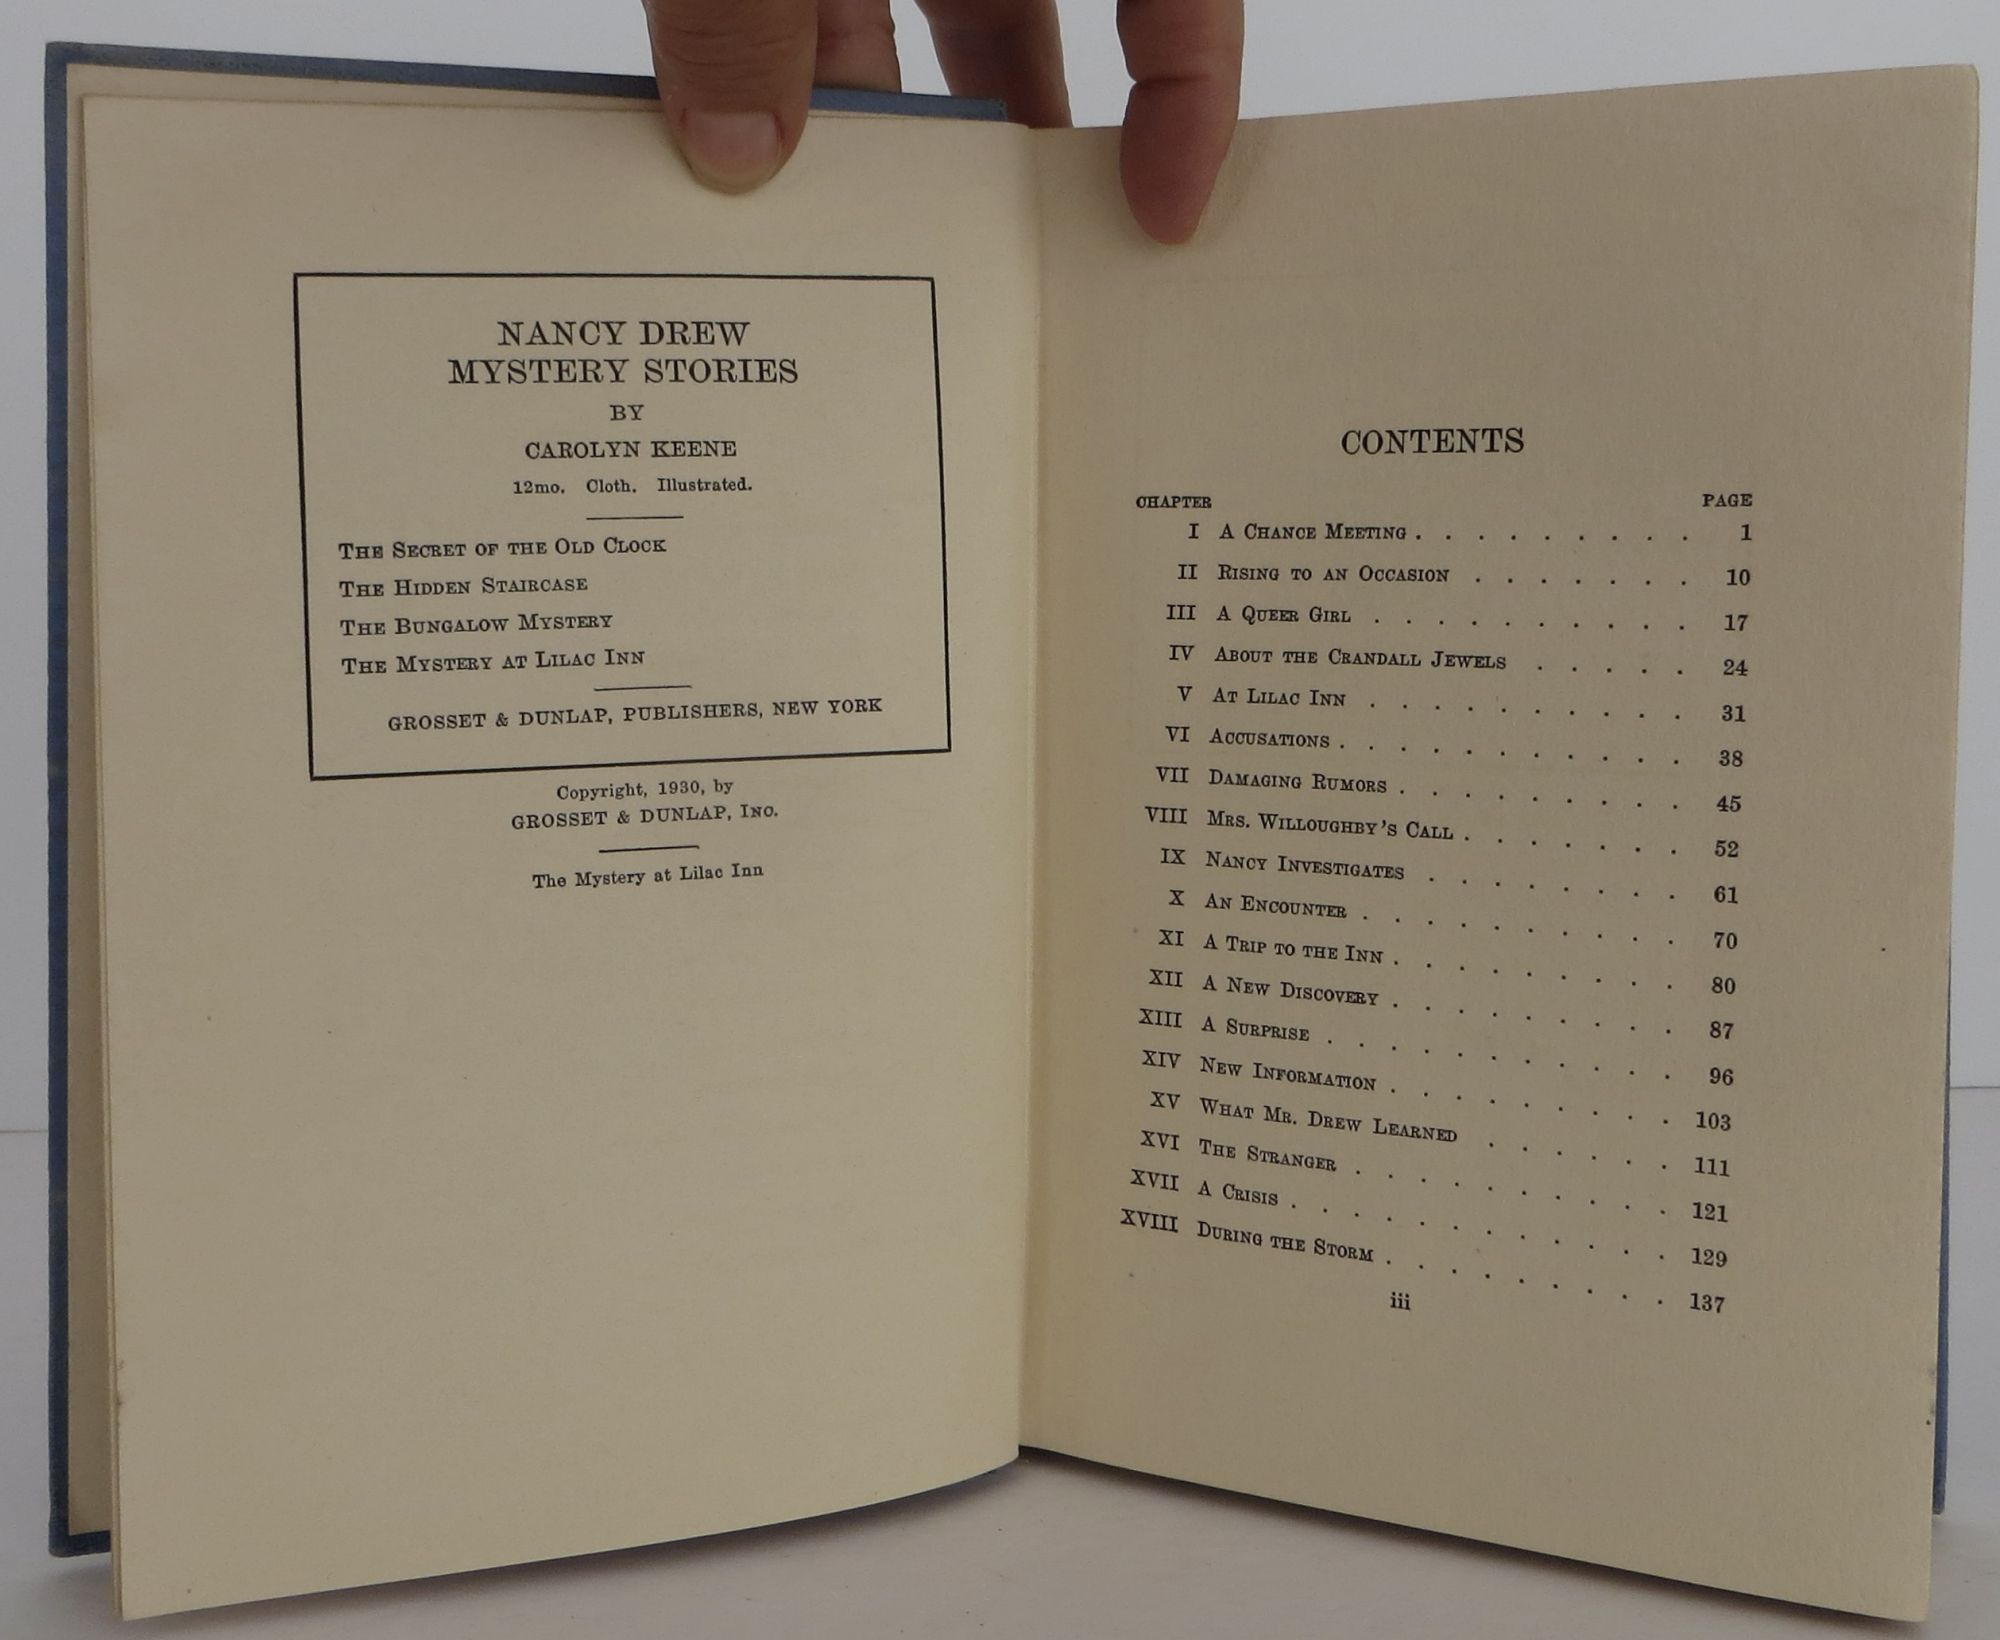 NANCY DREW
MYSTERY STORIES
BY
CAROLYN KEENE
12mo. Cloth. Illustrated.
THE SECRET OF THE OLD CLOCK
THE HIDDEN STAIRCASE
THE BUNGALOW MYSTERY
THE MYSTERY AT LILAC INN
GROSSET & DUNLAP, PUBLISHERS, NEW YORK
Copyright, 1930, by
GROSSET & DUNLAP, INC.
The Mystery at Lilac Inn
CONTENTS
CHAPTER PAGE
I A CHANCE MEETING . . . . . . . . . 1
II RISING TO AN OCCASION . . . . . . . 10
III A QUEER GIRL . . . . . . . . . . 17
IV ABOUT THE CRANDALL JEWELS . . . . . 24
V AT LILAC INN . . . . . . . . . . 31
VI ACCUSATIONS . . . . . . . . . . . 38
VII DAMAGING RUMORS . . . . . . . . . 45
VIII MRS. WILLOUGHBY'S CALL . . . . . . . 52
IX NANCY INVESTIGATES . . . . . . . . 61
X AN ENCOUNTER . . . . . . . . . . 70
XI A TRIP TO THE INN . . . . . . . . . 80
XII A NEW DISCOVERY . . . . . . . . . 87
XIII A SURPRISE . . . . . . . . . . . 96
XIV NEW INFORMATION . . . . . . . . . 103
XV WHAT MR. DREW LEARNED . . . . . . 111
XVI THE STRANGER . . . . . . . . . . 121
XVII A CRISIS . . . . . . . . . . . . 129
XVIII DURING THE STORM . . . . . . . . . 137
iii